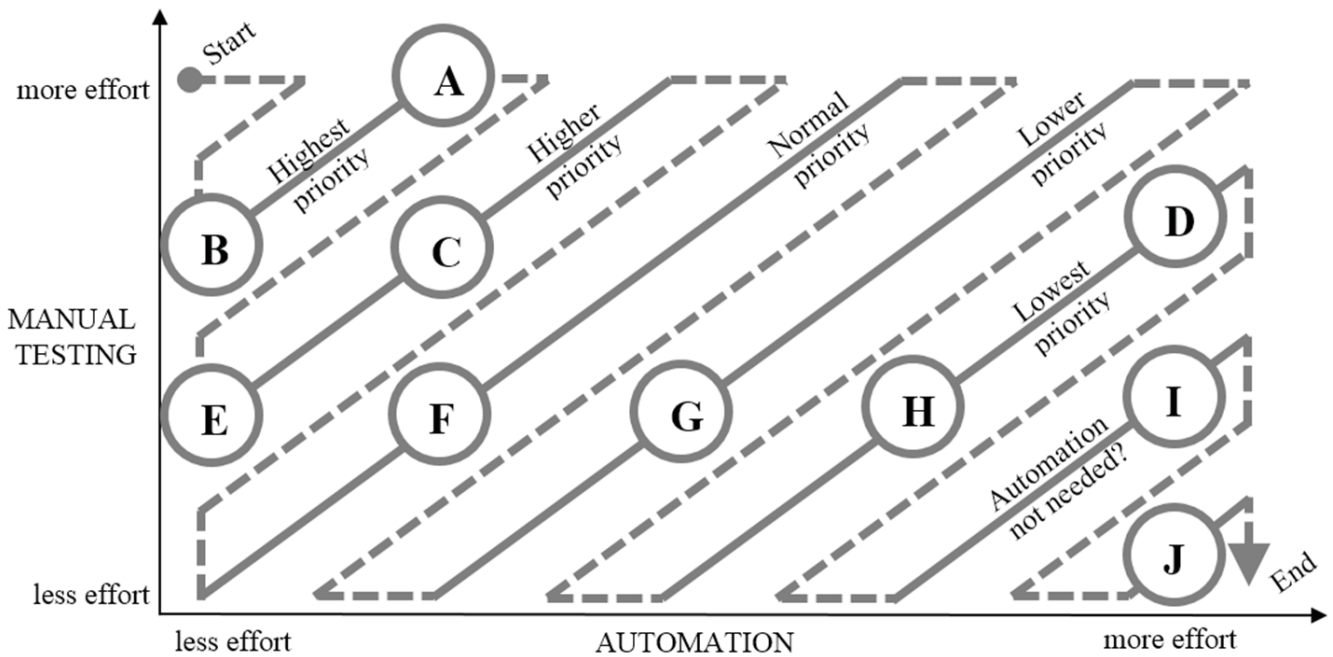 Start
more effort
A
Highest
priority
Higher
priority
Normal
priority
Lower
priority
B
C
D
MANUAL
TESTING
Lowest
priority
E
F
G
H
I
Automation
not needed?
J
End
less effort
less effort
AUTOMATION
more effort